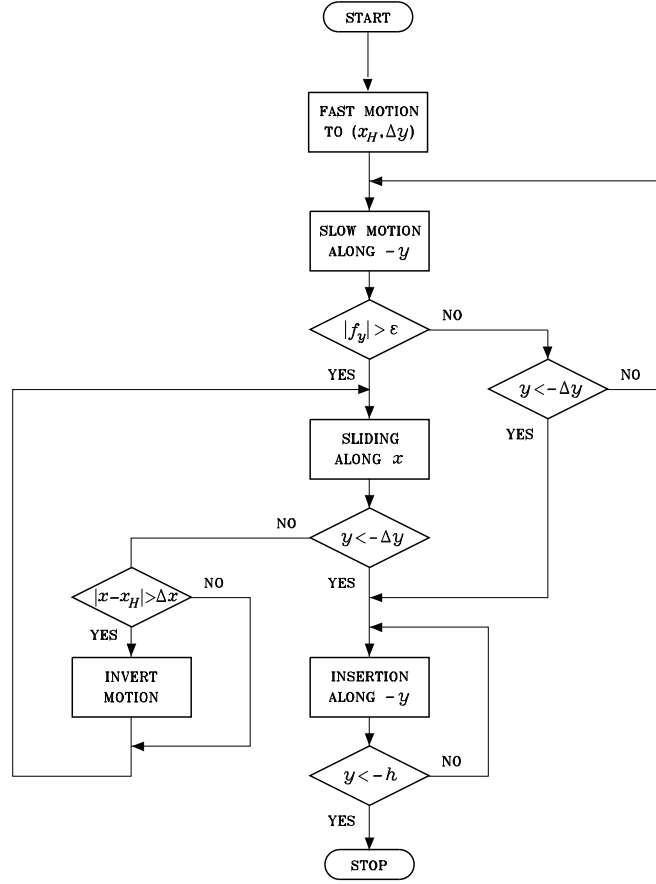 START
FAST MOTION
TO (x_H, Δy)
SLOW MOTION
ALONG −y
|f_y| > ε
NO
YES
y < −Δy
NO
YES
SLIDING
ALONG x
y < −Δy
NO
YES
|x−x_H| > Δx
NO
YES
INVERT
MOTION
INSERTION
ALONG −y
y < −h
NO
YES
STOP